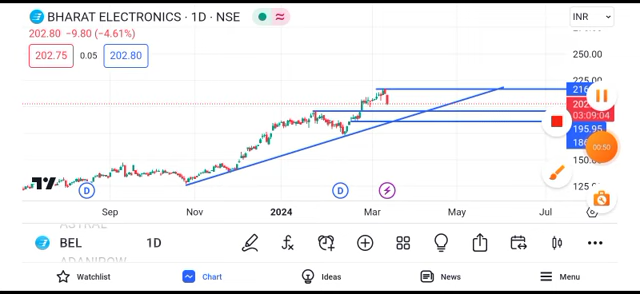 BHARAT ELECTRONICS · 1D · NSE
INR
202.80 −9.80 (−4.61%)
202.75 0.05 202.80
250.00
225.00
216
202
03:09:04
195.95
186
00:50
150.00
125.00
D D
Sep Nov 2024 Mar May Jul
ASTRAL
BEL 1D
ADANIPOWER
Watchlist Chart Ideas News Menu